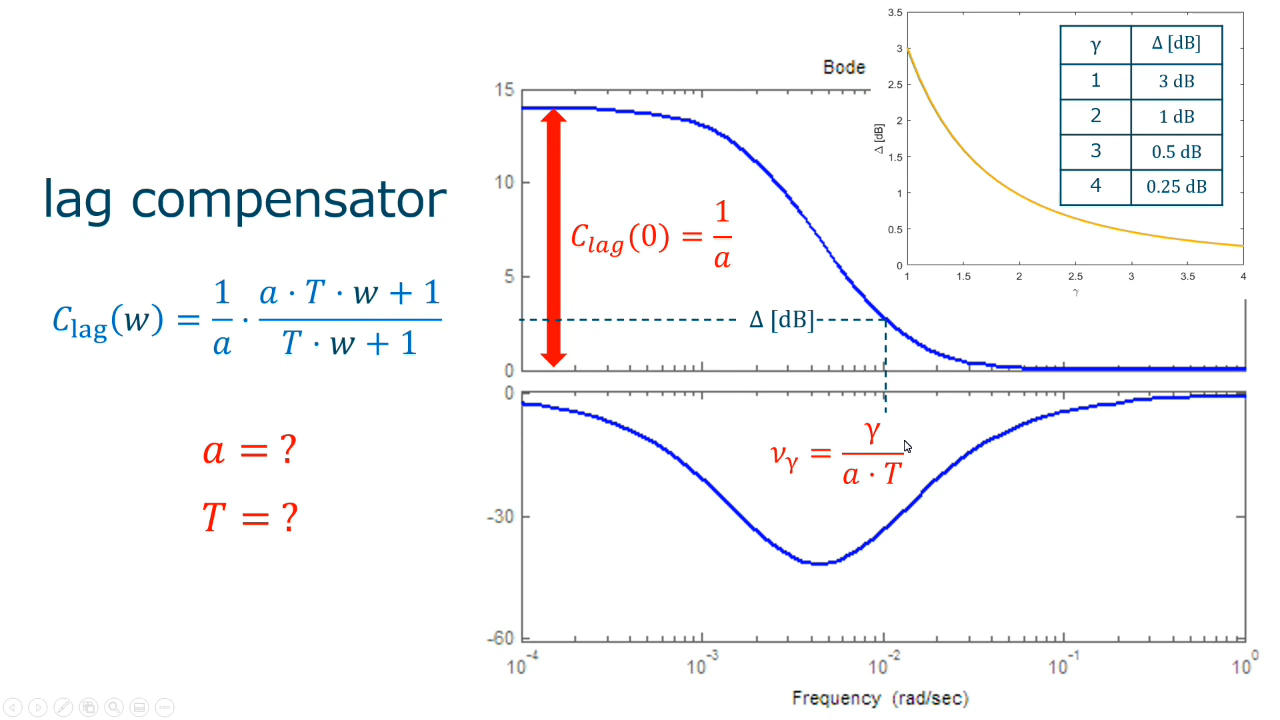 lag compensator
C_lag(w) = 1/a · (a · T · w + 1)/(T · w + 1)
a = ?
T = ?
Bode
15
10
5
0
C_lag(0) = 1/a
Δ [dB]
0
-30
-60
ν_γ = γ/(a · T)
10^-4 10^-3 10^-2 10^-1 10^0
Frequency (rad/sec)
3.5
3
2.5
2
1.5
1
0.5
0
Δ [dB]
1 1.5 2 2.5 3 3.5 4
γ
γ Δ [dB]
1 3 dB
2 1 dB
3 0.5 dB
4 0.25 dB